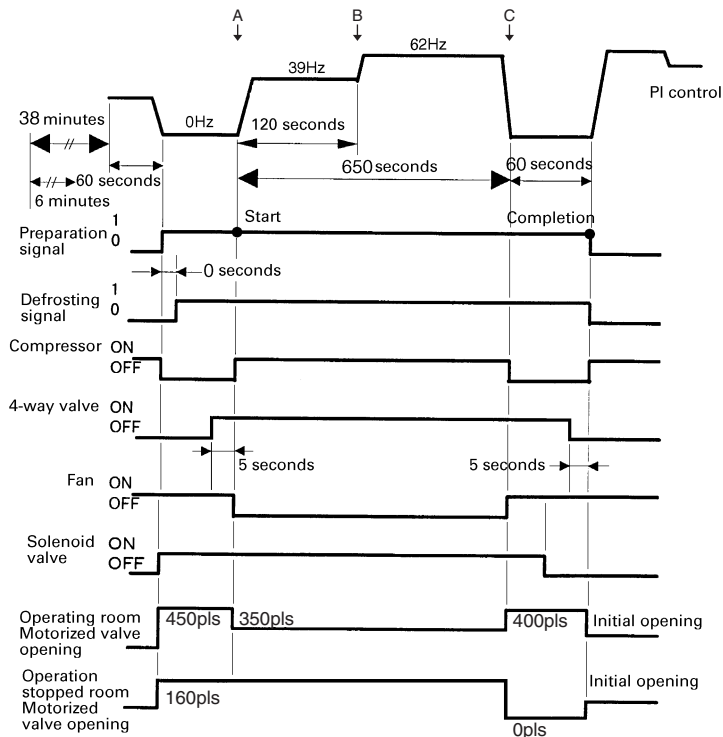 A
B
C
62Hz
39Hz
PI control
38 minutes
0Hz
120 seconds
650 seconds
60 seconds
60 seconds
6 minutes
1
Start
Completion
Preparation 0
signal
0 seconds
1
Defrosting 0
signal
Compressor ON
OFF
4-way valve ON
OFF
5 seconds
5 seconds
Fan ON
OFF
Solenoid ON
valve OFF
Operating room 450pls 350pls 400pls Initial opening
Motorized valve
opening
Operation
stopped room 160pls Initial opening
Motorized
valve opening 0pls